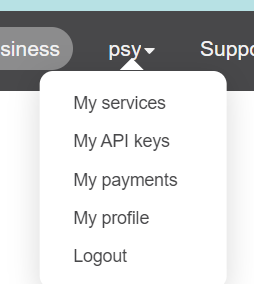 siness psy Suppo
My services
My API keys
My payments
My profile
Logout